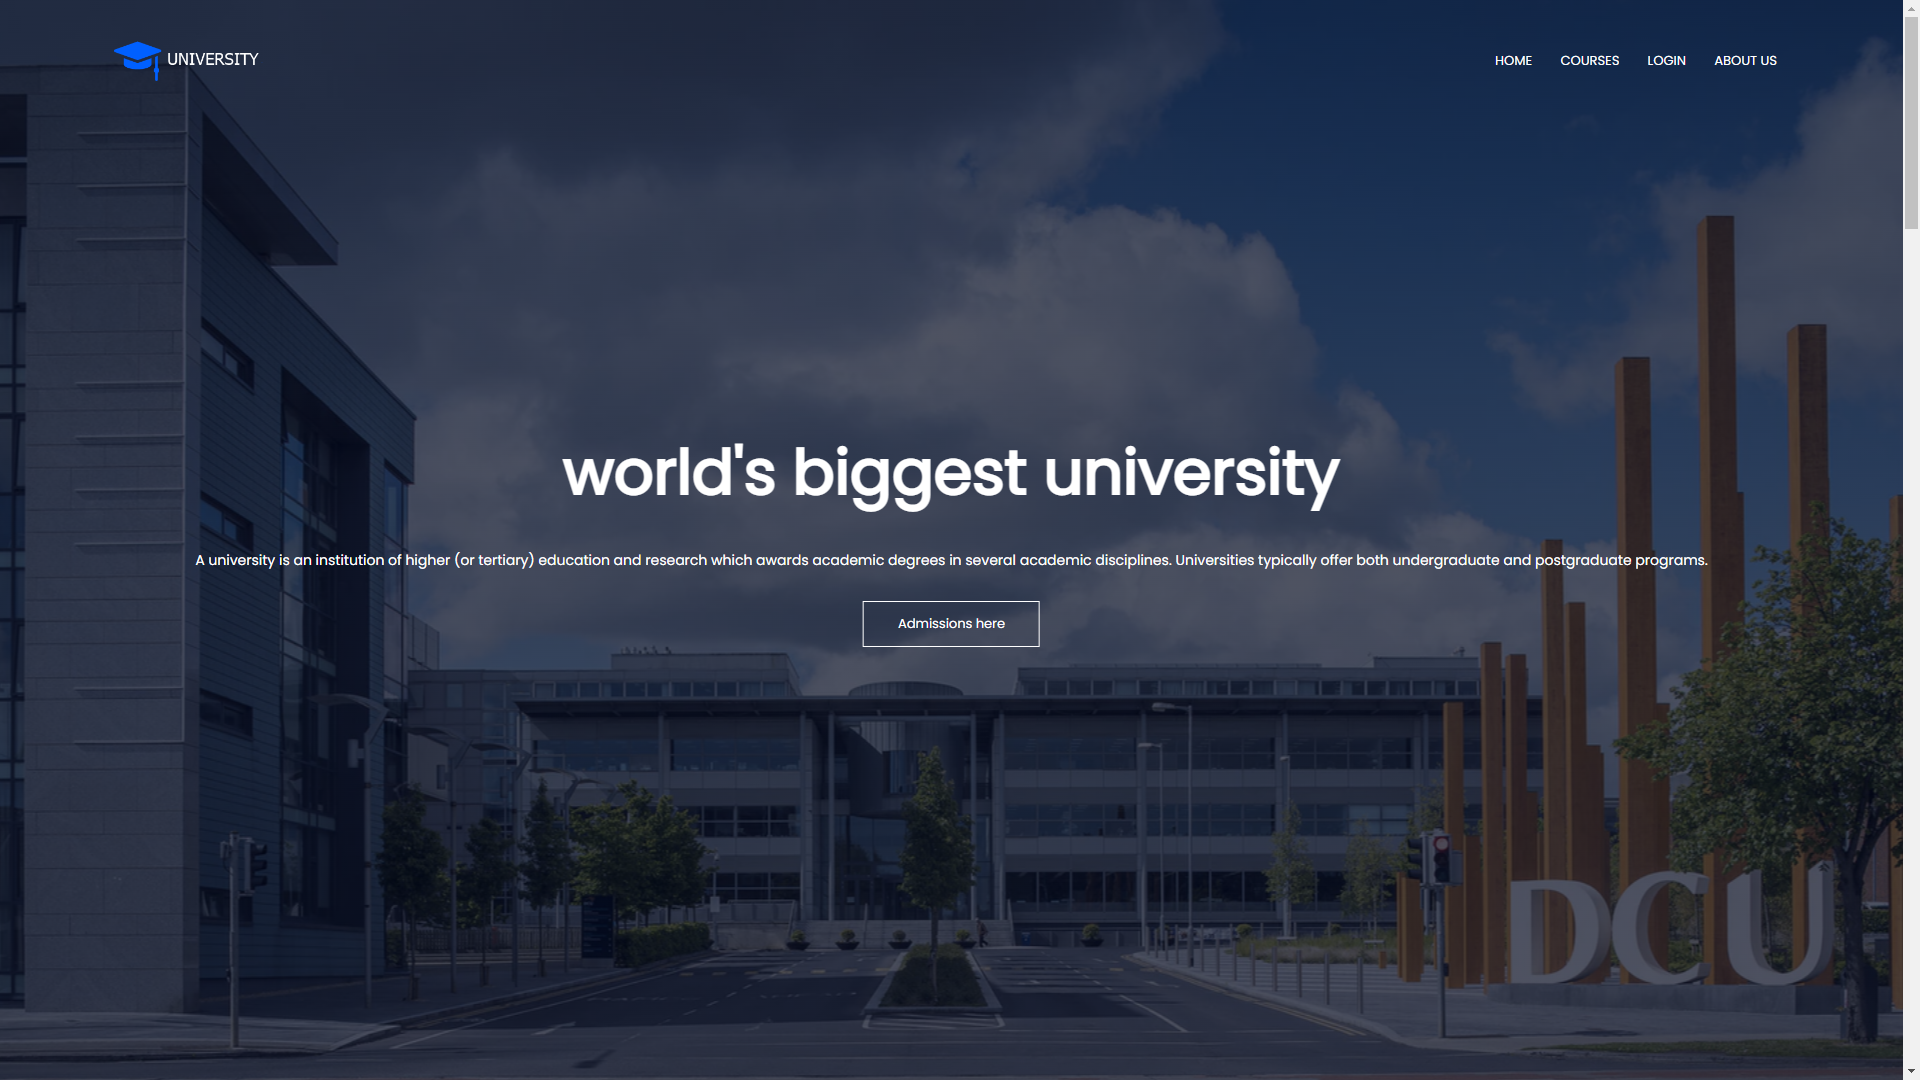 UNIVERSITY
HOME COURSES LOGIN ABOUT US
world's biggest university
A university is an institution of higher (or tertiary) education and research which awards academic degrees in several academic disciplines. Universities typically offer both undergraduate and postgraduate programs.
Admissions here
DCU